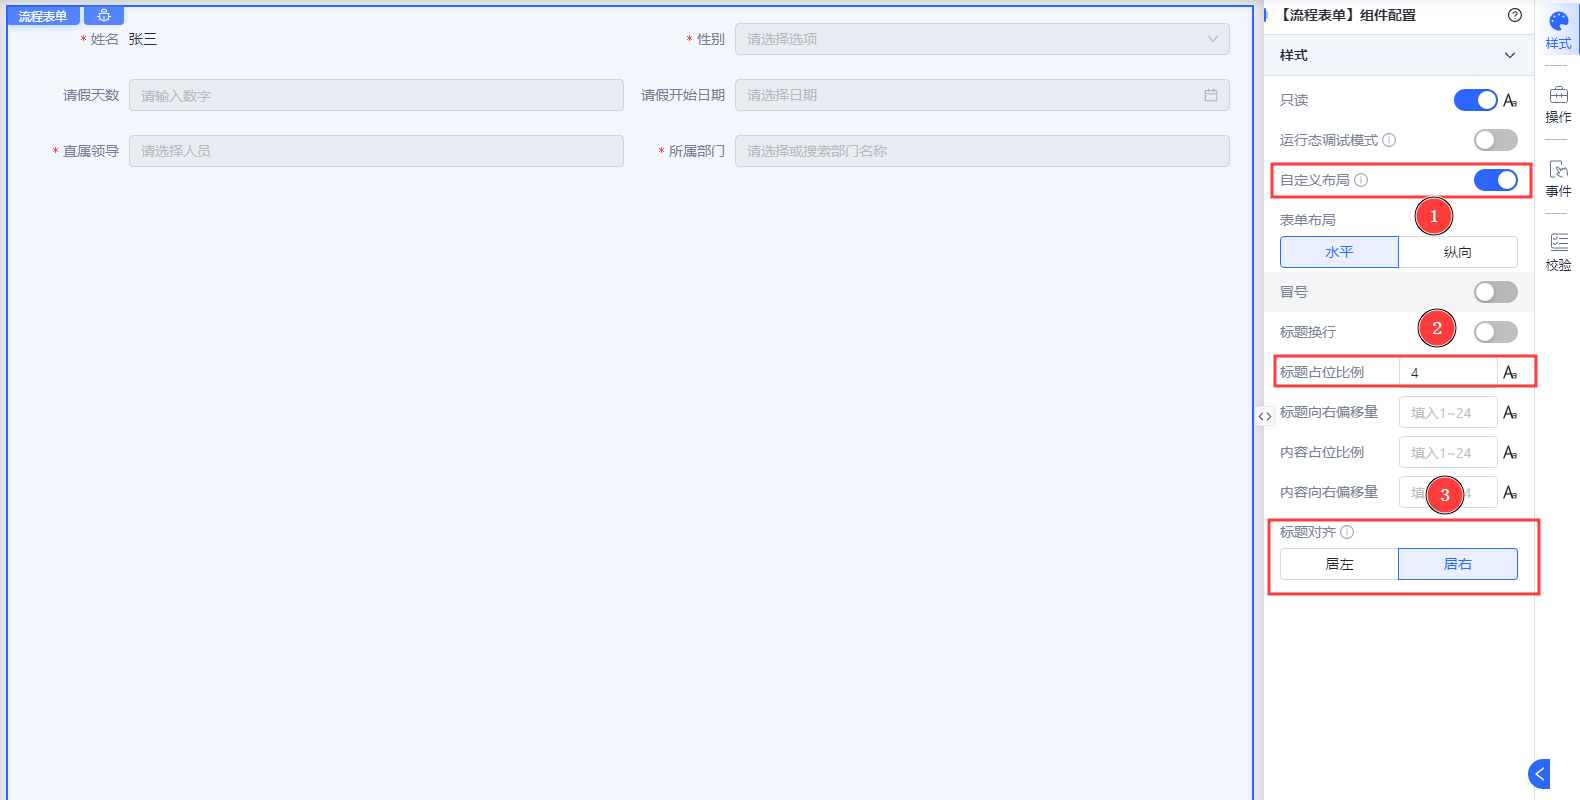 流程表单
* 姓名 张三
* 性别 请选择选项
请假天数 请输入数字
请假开始日期 请选择日期
* 直属领导 请选择人员
* 所属部门 请选择或搜索部门名称
【流程表单】组件配置
样式
只读
运行态调试模式
自定义布局
1
表单布局
水平 纵向
冒号
标题换行
2
标题占位比例 4
标题向右偏移量 填入1~24
内容占位比例 填入1~24
内容向右偏移量 填 4
3
标题对齐
居左 居右
样式
操作
事件
校验